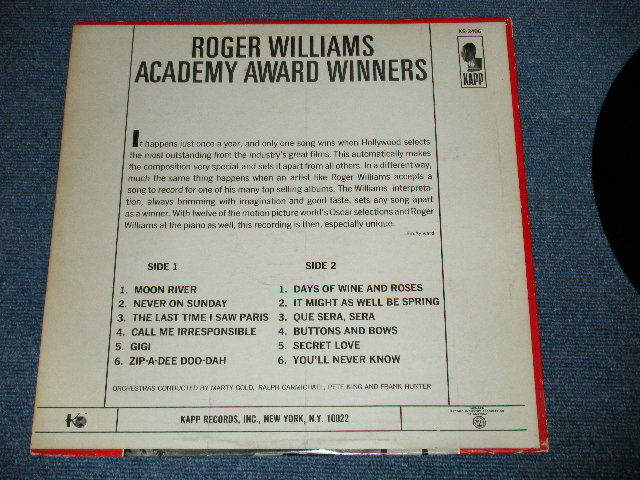 ROGER WILLIAMS
ACADEMY AWARD WINNERS
KS-3406
KAPP
It happens just once a year, and only one song wins when Hollywood selects
the most outstanding from the industry's great films. This automatically makes
the composition very special and sets it apart from all others. In a different way,
much the same thing happens when an artist like Roger Williams accepts a
song to record for one of his many top selling albums. The Williams interpreta-
tion, always brimming with imagination and good taste, sets any song apart
as a winner. With twelve of the motion picture world's Oscar selections and Roger
Williams at the piano as well, this recording is then, especially unique.
Jim Aylward
SIDE 1
1. MOON RIVER
2. NEVER ON SUNDAY
3. THE LAST TIME I SAW PARIS
4. CALL ME IRRESPONSIBLE
5. GIGI
6. ZIP-A-DEE DOO-DAH
SIDE 2
1. DAYS OF WINE AND ROSES
2. IT MIGHT AS WELL BE SPRING
3. QUE SERA, SERA
4. BUTTONS AND BOWS
5. SECRET LOVE
6. YOU'LL NEVER KNOW
ORCHESTRAS CONDUCTED BY MARTY GOLD, RALPH CARMICHAEL, PETE KING AND FRANK HUNTER
KAPP RECORDS, INC., NEW YORK, N.Y. 10022